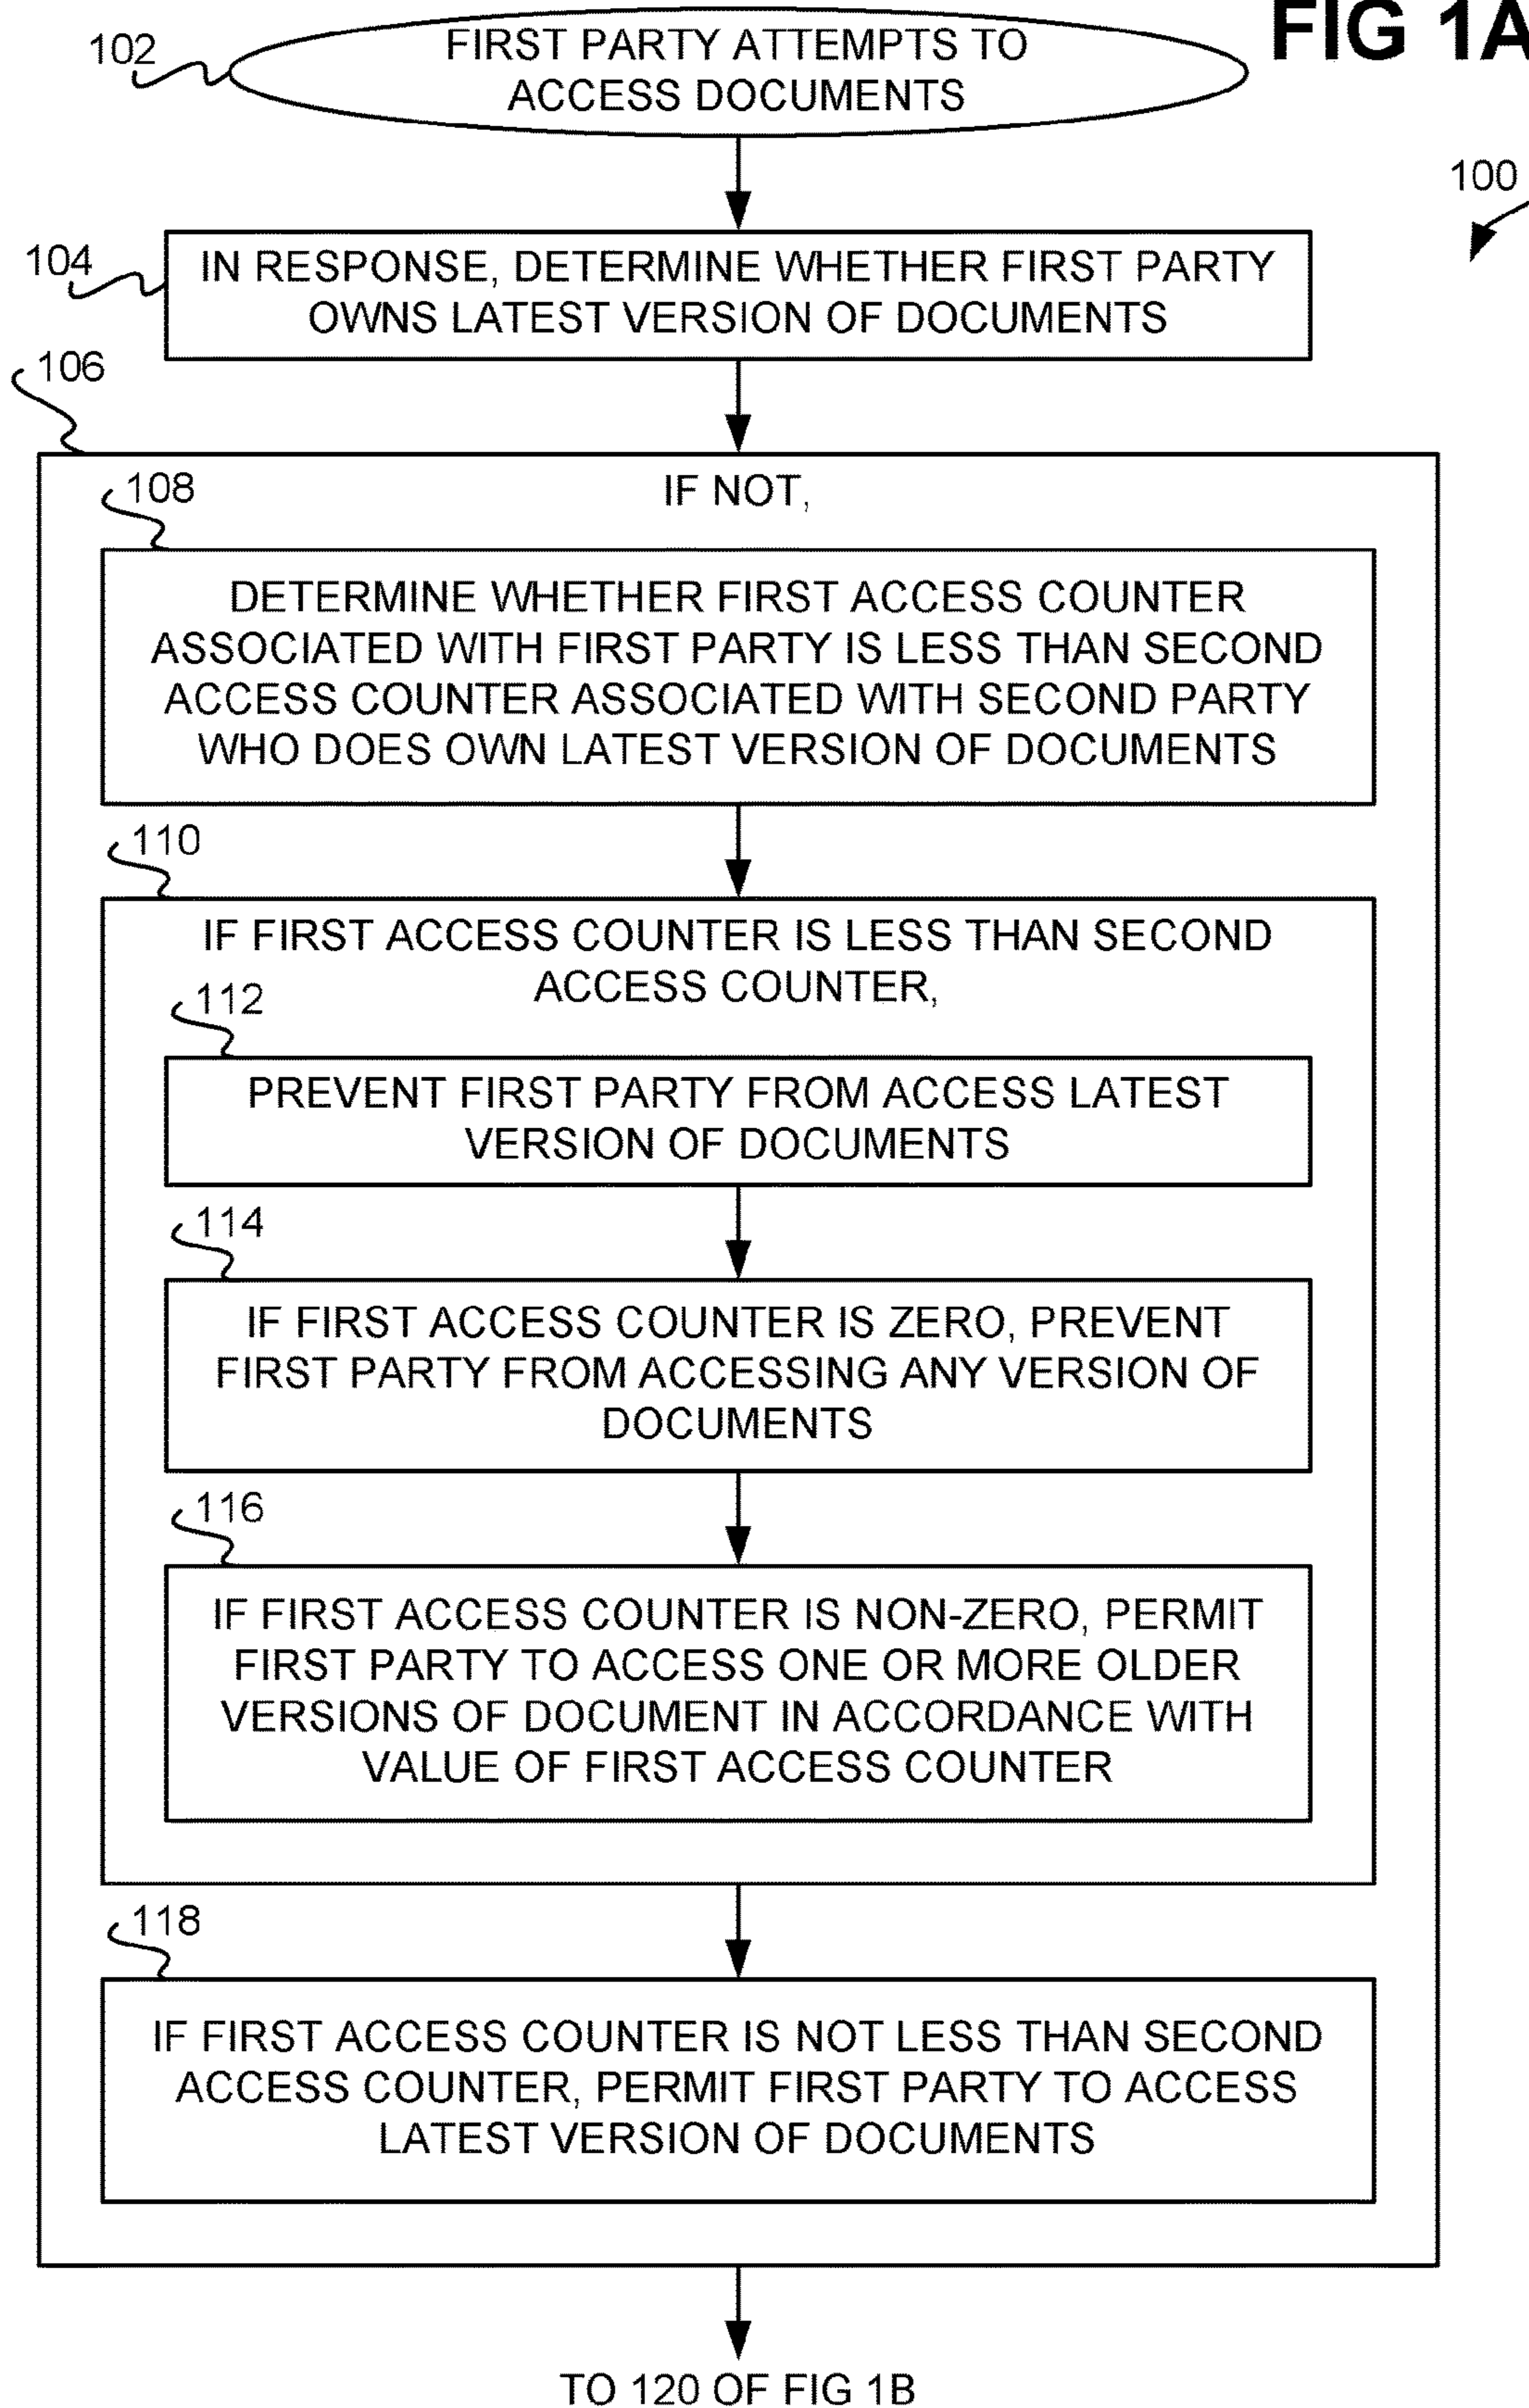 FIG 1A
102
FIRST PARTY ATTEMPTS TO
ACCESS DOCUMENTS
100
104
IN RESPONSE, DETERMINE WHETHER FIRST PARTY
OWNS LATEST VERSION OF DOCUMENTS
106
IF NOT,
108
DETERMINE WHETHER FIRST ACCESS COUNTER
ASSOCIATED WITH FIRST PARTY IS LESS THAN SECOND
ACCESS COUNTER ASSOCIATED WITH SECOND PARTY
WHO DOES OWN LATEST VERSION OF DOCUMENTS
110
IF FIRST ACCESS COUNTER IS LESS THAN SECOND
ACCESS COUNTER,
112
PREVENT FIRST PARTY FROM ACCESS LATEST
VERSION OF DOCUMENTS
114
IF FIRST ACCESS COUNTER IS ZERO, PREVENT
FIRST PARTY FROM ACCESSING ANY VERSION OF
DOCUMENTS
116
IF FIRST ACCESS COUNTER IS NON-ZERO, PERMIT
FIRST PARTY TO ACCESS ONE OR MORE OLDER
VERSIONS OF DOCUMENT IN ACCORDANCE WITH
VALUE OF FIRST ACCESS COUNTER
118
IF FIRST ACCESS COUNTER IS NOT LESS THAN SECOND
ACCESS COUNTER, PERMIT FIRST PARTY TO ACCESS
LATEST VERSION OF DOCUMENTS
TO 120 OF FIG 1B